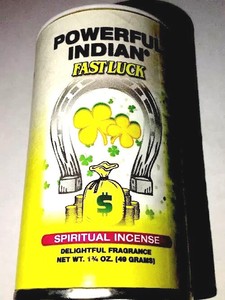 POWERFUL
INDIAN®
FAST LUCK
$
SPIRITUAL INCENSE
DELIGHTFUL FRAGRANCE
NET WT. 1¾ OZ. (49 GRAMS)